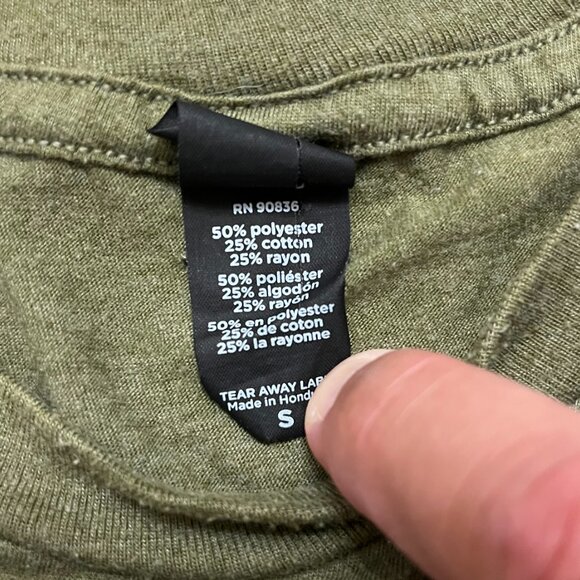 RN 90836
50% polyester
25% cotton
25% rayon
50% poliéster
25% algodón
25% rayón
50% en polyester
25% de coton
25% la rayonne
TEAR AWAY
Made in
S